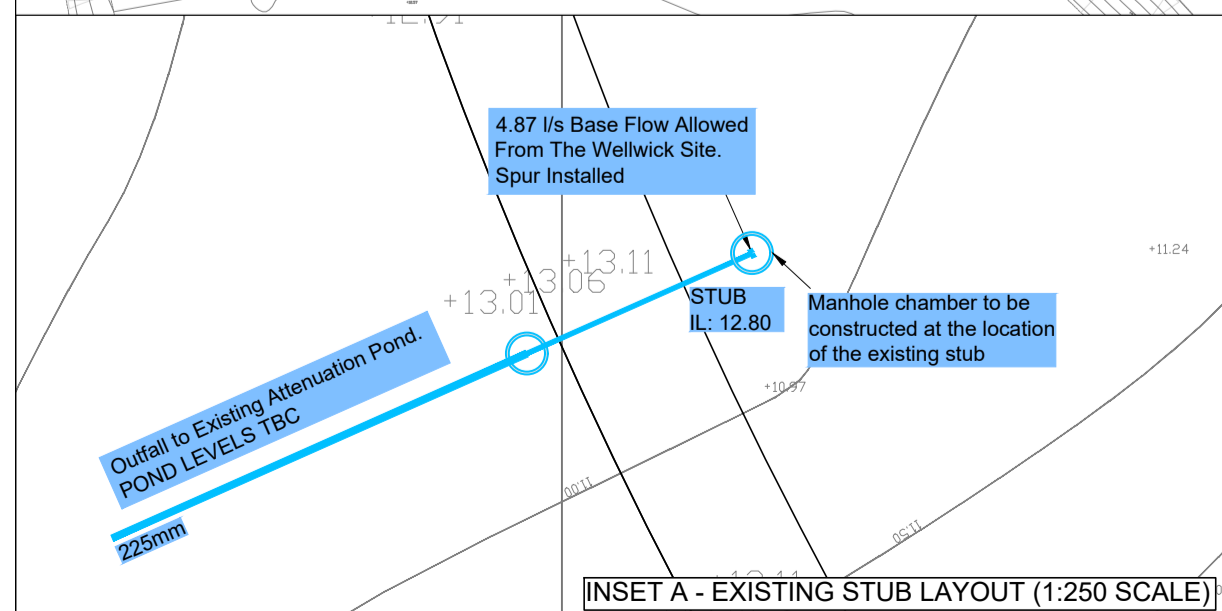 4.87 l/s Base Flow Allowed
From The Wellwick Site.
Spur Installed
+11.24
+13.11
+13.06
+13.01
STUB
IL: 12.80
Manhole chamber to be
constructed at the location
of the existing stub
Outfall to Existing Attenuation Pond.
POND LEVELS TBC
+10.97
11.00
225mm
11.50
INSET A - EXISTING STUB LAYOUT (1:250 SCALE)